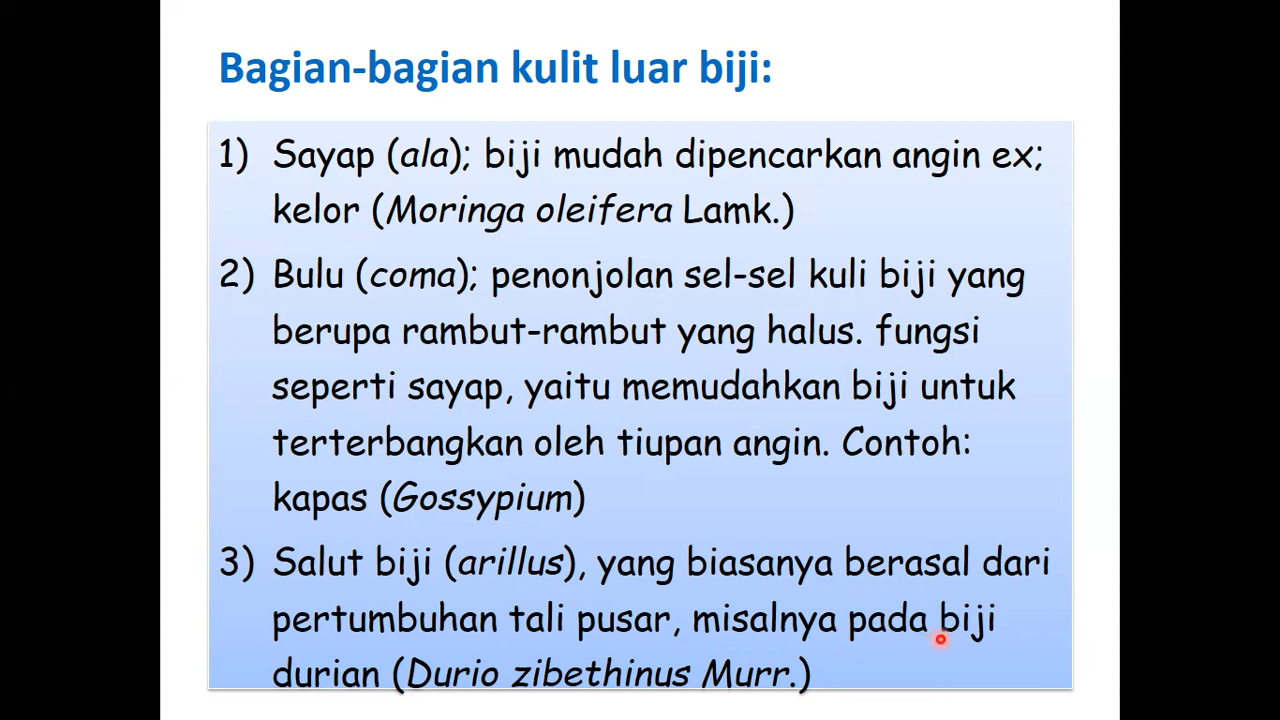 Bagian-bagian kulit luar biji:
1) Sayap (ala); biji mudah dipencarkan angin ex;
kelor (Moringa oleifera Lamk.)
2) Bulu (coma); penonjolan sel-sel kuli biji yang
berupa rambut-rambut yang halus. fungsi
seperti sayap, yaitu memudahkan biji untuk
terterbangkan oleh tiupan angin. Contoh:
kapas (Gossypium)
3) Salut biji (arillus), yang biasanya berasal dari
pertumbuhan tali pusar, misalnya pada biji
durian (Durio zibethinus Murr.)